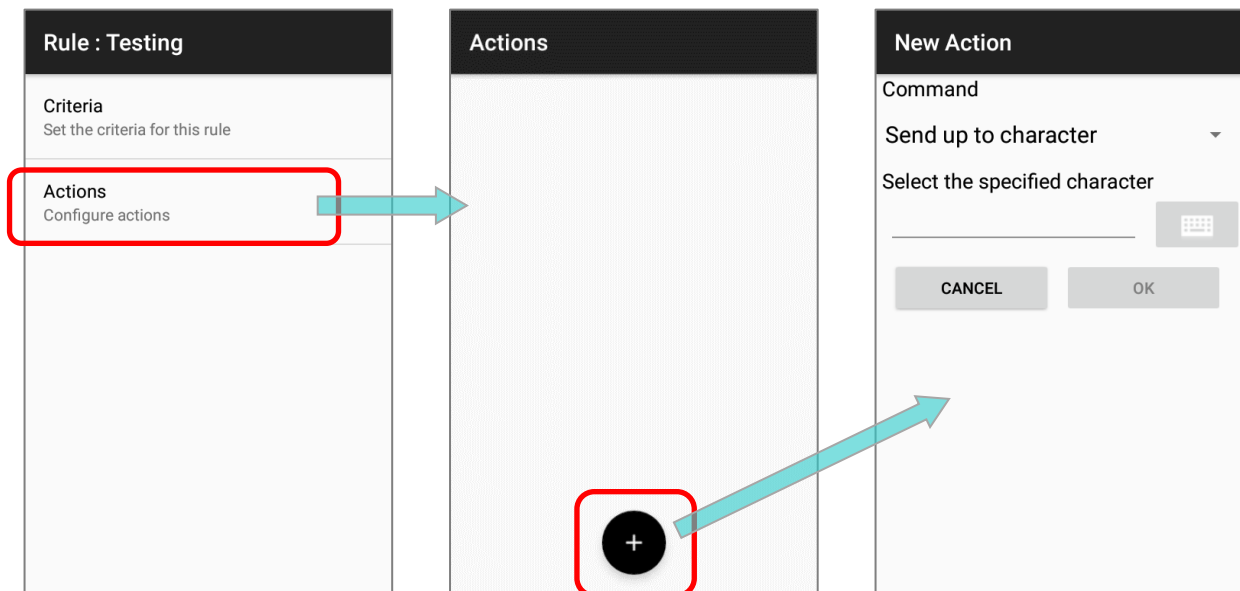 Rule : Testing
Criteria
Set the criteria for this rule
Actions
Configure actions
Actions
+
New Action
Command
Send up to character
Select the specified character
CANCEL
OK